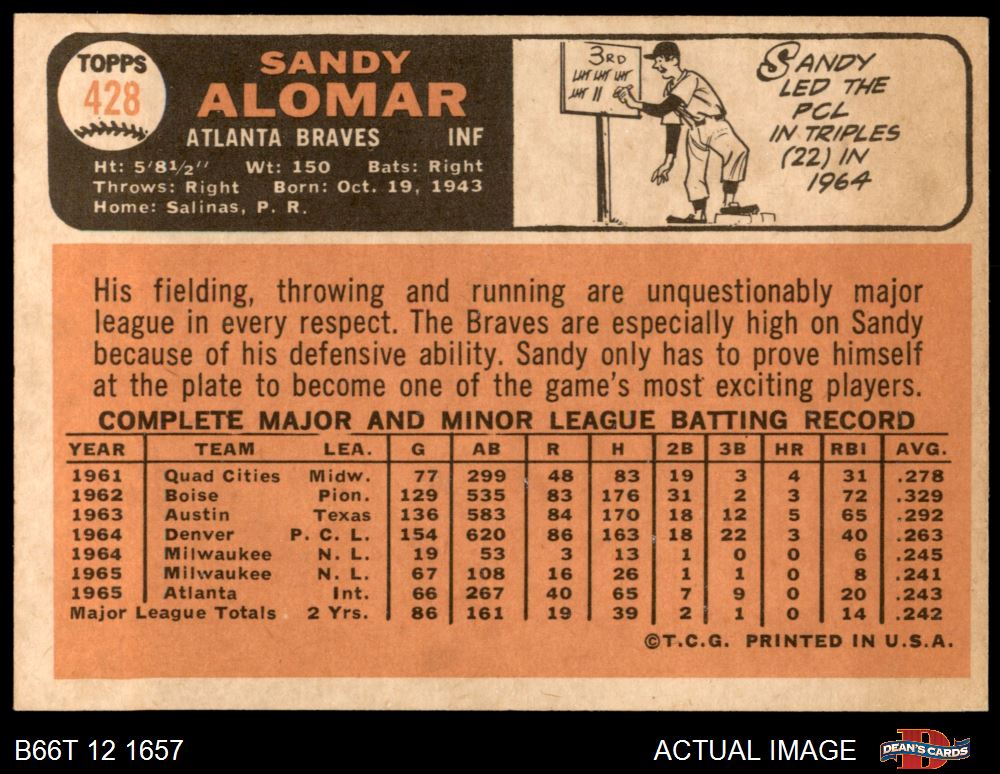 TOPPS
428
SANDY
ALOMAR
ATLANTA BRAVES INF
Ht: 5'8½" Wt: 150 Bats: Right
Throws: Right Born: Oct. 19, 1943
Home: Salinas, P. R.
3RD
SANDY
LED THE
PCL
IN TRIPLES
(22) IN
1964
His fielding, throwing and running are unquestionably major
league in every respect. The Braves are especially high on Sandy
because of his defensive ability. Sandy only has to prove himself
at the plate to become one of the game's most exciting players.
COMPLETE MAJOR AND MINOR LEAGUE BATTING RECORD
YEAR TEAM LEA. G AB R H 2B 3B HR RBI AVG.
1961 Quad Cities Midw. 77 299 48 83 19 3 4 31 .278
1962 Boise Pion. 129 535 83 176 31 2 3 72 .329
1963 Austin Texas 136 583 84 170 18 12 5 65 .292
1964 Denver P. C. L. 154 620 86 163 18 22 3 40 .263
1964 Milwaukee N. L. 19 53 3 13 1 0 0 6 .245
1965 Milwaukee N. L. 67 108 16 26 1 1 0 8 .241
1965 Atlanta Int. 66 267 40 65 7 9 0 20 .243
Major League Totals 2 Yrs. 86 161 19 39 2 1 0 14 .242
©T.C.G. PRINTED IN U.S.A.
B66T 12 1657 ACTUAL IMAGE DEAN'S CARDS